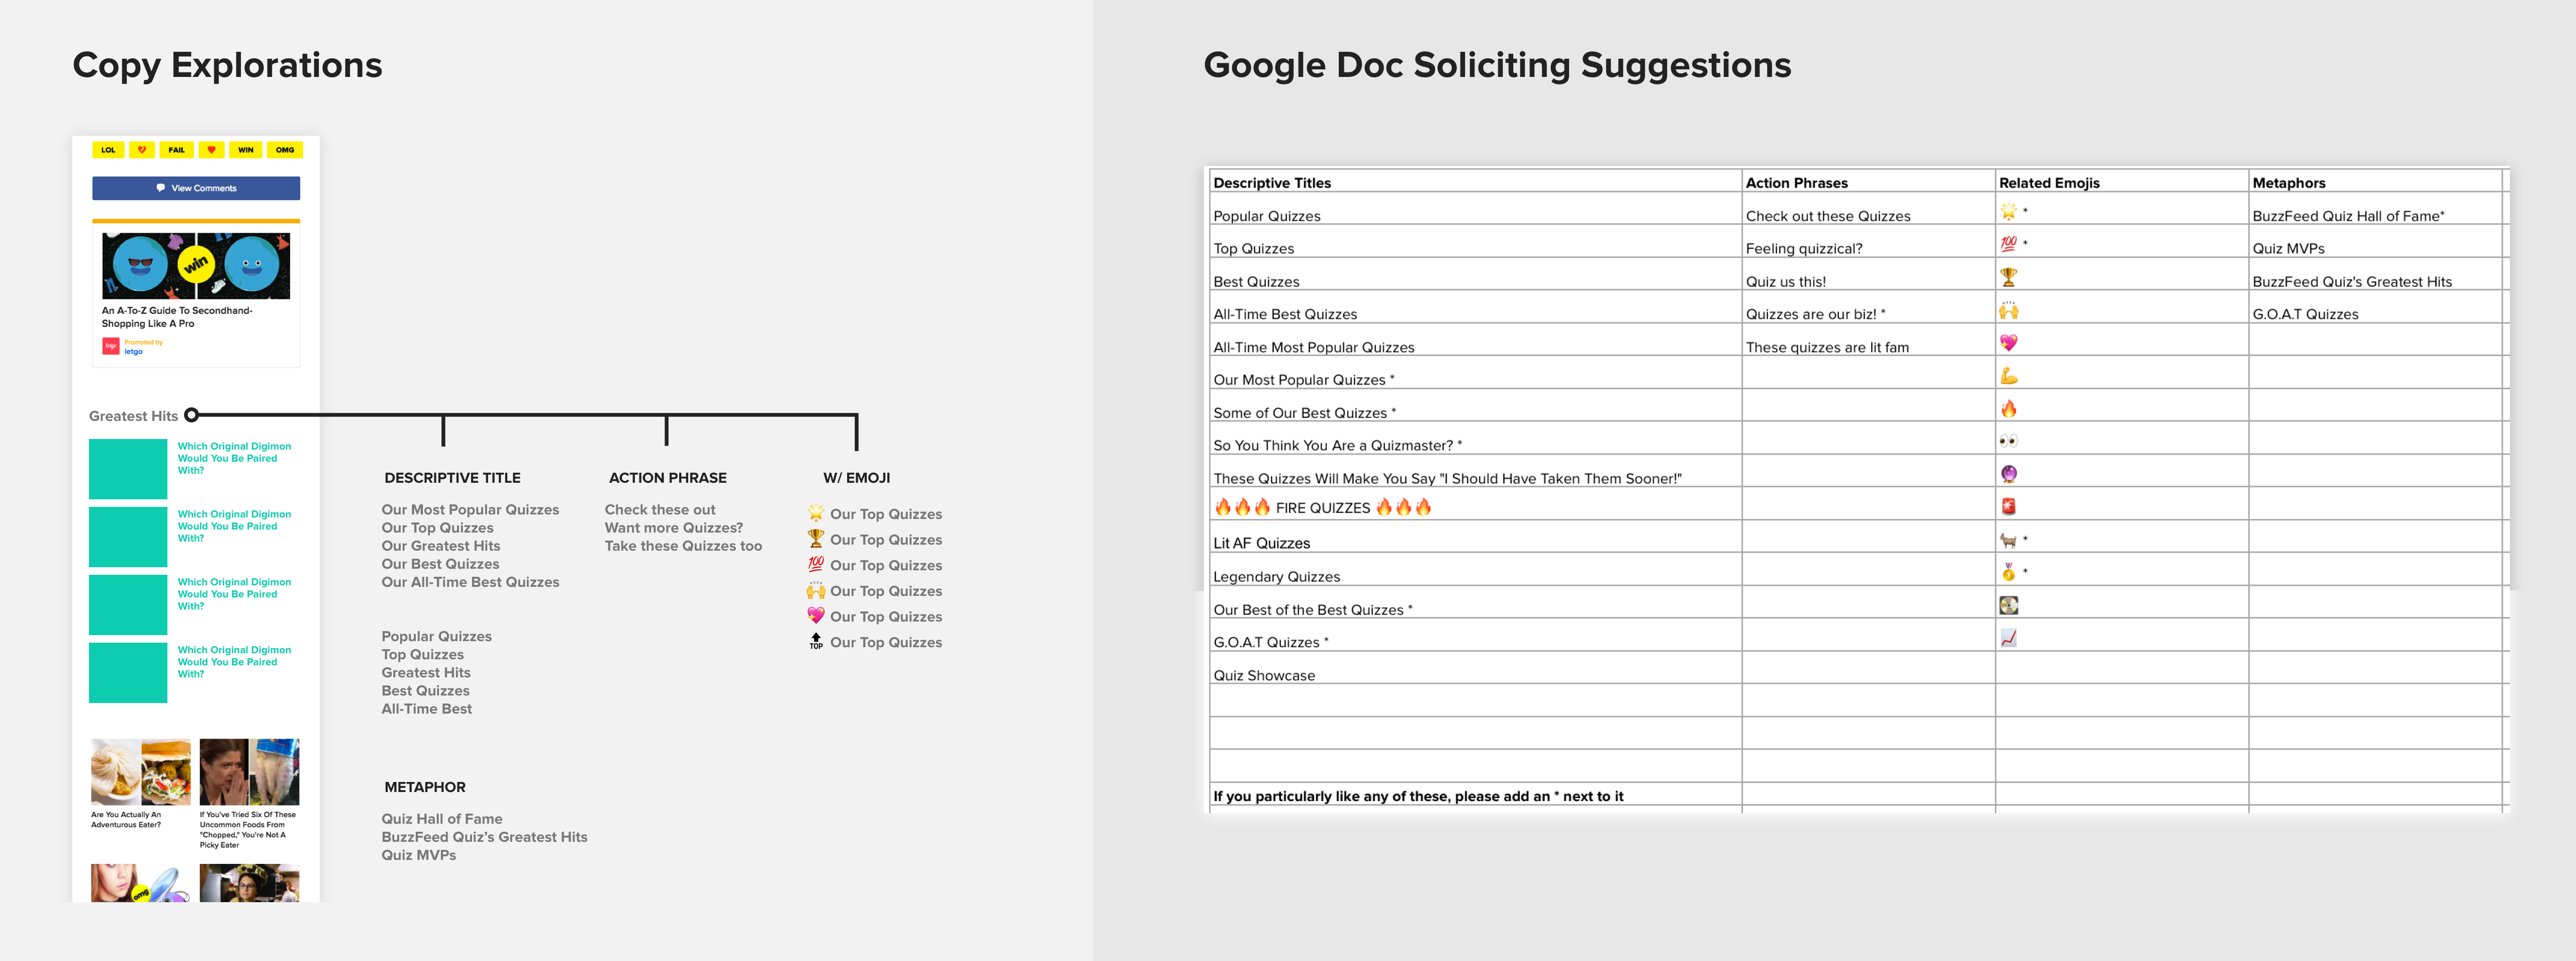 Copy Explorations
LOL
FAIL
WIN
OMG
View Comments
win
An A-To-Z Guide To Secondhand-
Shopping Like A Pro
letgo
Promoted by
letgo
Greatest Hits
Which Original Digimon
Would You Be Paired
With?
Which Original Digimon
Would You Be Paired
With?
Which Original Digimon
Would You Be Paired
With?
Which Original Digimon
Would You Be Paired
With?
Are You Actually An
Adventurous Eater?
If You've Tried Six Of These
Uncommon Foods From
"Chopped," You're Not A
Picky Eater
omg
DESCRIPTIVE TITLE
Our Most Popular Quizzes
Our Top Quizzes
Our Greatest Hits
Our Best Quizzes
Our All-Time Best Quizzes
Popular Quizzes
Top Quizzes
Greatest Hits
Best Quizzes
All-Time Best
METAPHOR
Quiz Hall of Fame
BuzzFeed Quiz’s Greatest Hits
Quiz MVPs
ACTION PHRASE
Check these out
Want more Quizzes?
Take these Quizzes too
W/ EMOJI
🌟 Our Top Quizzes
🏆 Our Top Quizzes
💯 Our Top Quizzes
🙌 Our Top Quizzes
💖 Our Top Quizzes
🔝 Our Top Quizzes
Google Doc Soliciting Suggestions
Descriptive Titles Action Phrases Related Emojis Metaphors
Popular Quizzes Check out these Quizzes 🌟 * BuzzFeed Quiz Hall of Fame*
Top Quizzes Feeling quizzical? 💯 * Quiz MVPs
Best Quizzes Quiz us this! 🏆 BuzzFeed Quiz's Greatest Hits
All-Time Best Quizzes Quizzes are our biz! * 🙌 G.O.A.T Quizzes
All-Time Most Popular Quizzes These quizzes are lit fam 💖
Our Most Popular Quizzes * 💪
Some of Our Best Quizzes * 🔥
So You Think You Are a Quizmaster? * 👀
These Quizzes Will Make You Say "I Should Have Taken Them Sooner!" 🔮
🔥🔥🔥 FIRE QUIZZES 🔥🔥🔥 🚨
Lit AF Quizzes 🐐 *
Legendary Quizzes 🥇 *
Our Best of the Best Quizzes * 💽
G.O.A.T Quizzes * 📈
Quiz Showcase
If you particularly like any of these, please add an * next to it